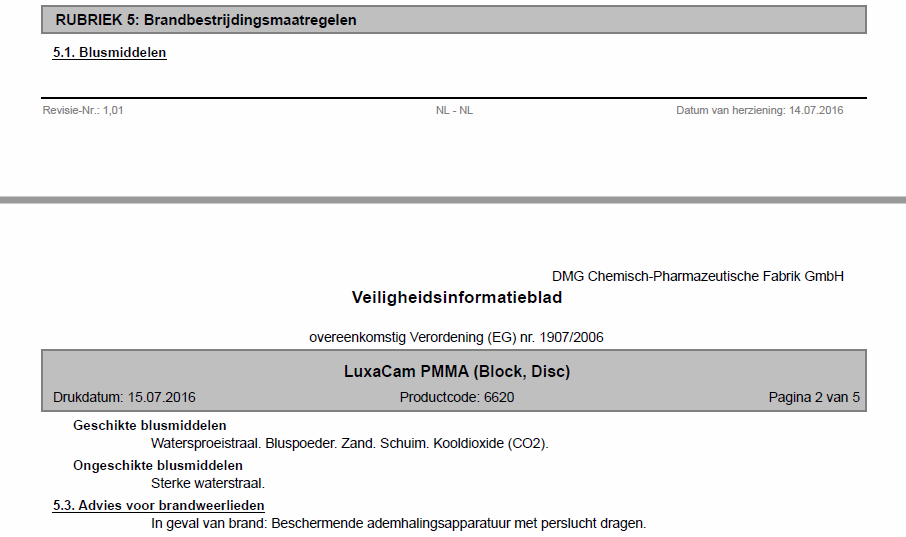 RUBRIEK 5: Brandbestrijdingsmaatregelen
5.1. Blusmiddelen
Revisie-Nr.: 1,01 NL - NL Datum van herziening: 14.07.2016
DMG Chemisch-Pharmazeutische Fabrik GmbH
Veiligheidsinformatieblad
overeenkomstig Verordening (EG) nr. 1907/2006
LuxaCam PMMA (Block, Disc)
Drukdatum: 15.07.2016 Productcode: 6620 Pagina 2 van 5
Geschikte blusmiddelen
Watersproeistraal. Bluspoeder. Zand. Schuim. Kooldioxide (CO2).
Ongeschikte blusmiddelen
Sterke waterstraal.
5.3. Advies voor brandweerlieden
In geval van brand: Beschermende ademhalingsapparatuur met perslucht dragen.